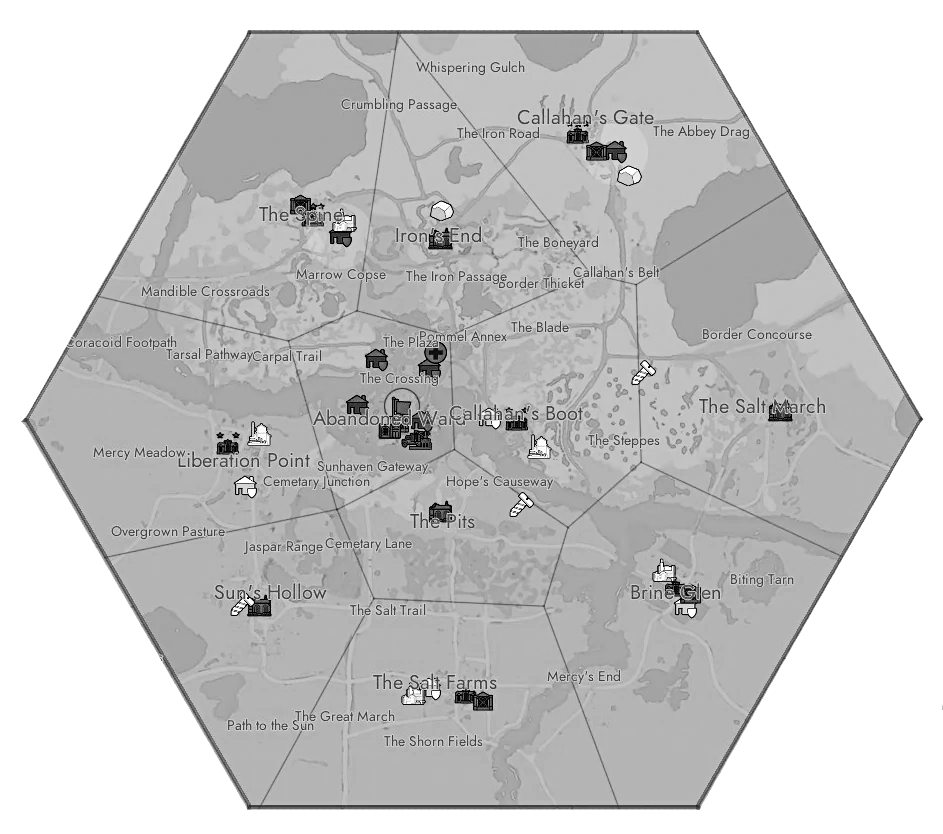 Whispering Gulch
Crumbling Passage
Callahan's Gate
The Iron Road
The Abbey Drag
The Spine
Iron's End
The Boneyard
Marrow Copse
The Iron Passage
Callahan's Belt
Border Thicket
Mandible Crossroads
The Blade
Pommel Annex
The Plaza
Border Concourse
oracoid Footpath
Tarsal Pathway
Carpal Trail
The Crossing
Abandoned Ward
Callahan's Boot
The Salt March
The Steppes
Mercy Meadow
Liberation Point
Sunhaven Gateway
Cemetary Junction
Hope's Causeway
The Pits
Overgrown Pasture
Jaspar Range
Cemetary Lane
Biting Tarn
Sun's Hollow
Brine Glen
The Salt Trail
The Salt Farms
Mercy's End
The Great March
Path to the Sun
The Shorn Fields